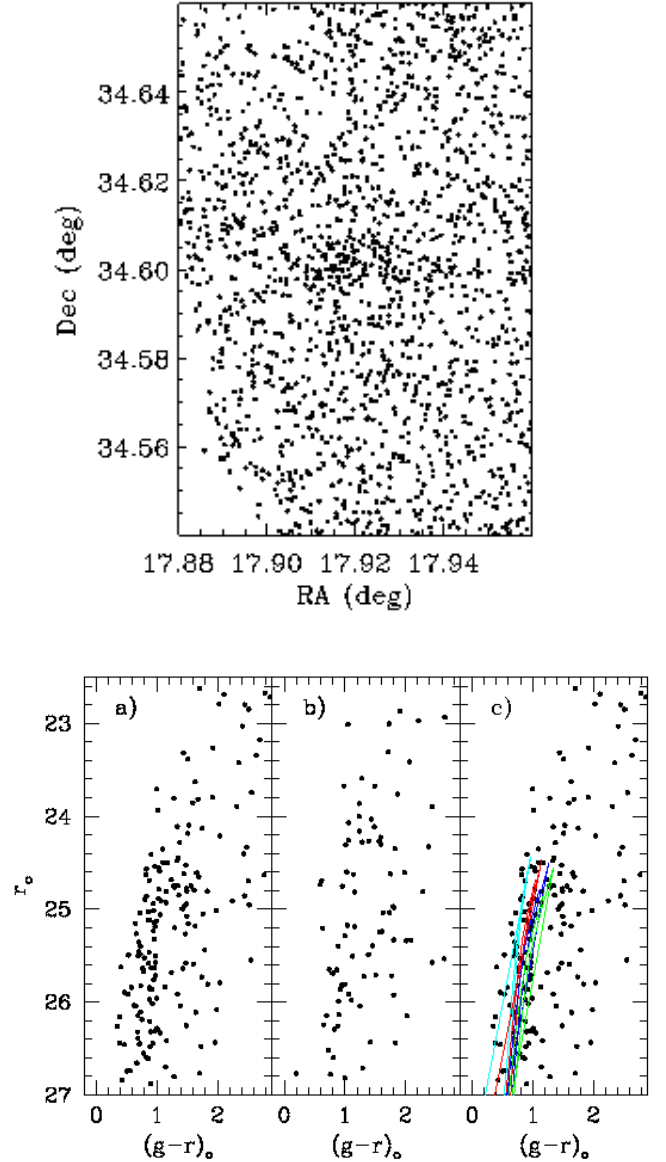 34.64
34.62
34.60
34.58
34.56
Dec (deg)
17.88 17.90 17.92 17.94
RA (deg)
a) b) c)
23
24
25
26
27
r₀
0 1 2 0 1 2 0 1 2
(g-r)₀ (g-r)₀ (g-r)₀